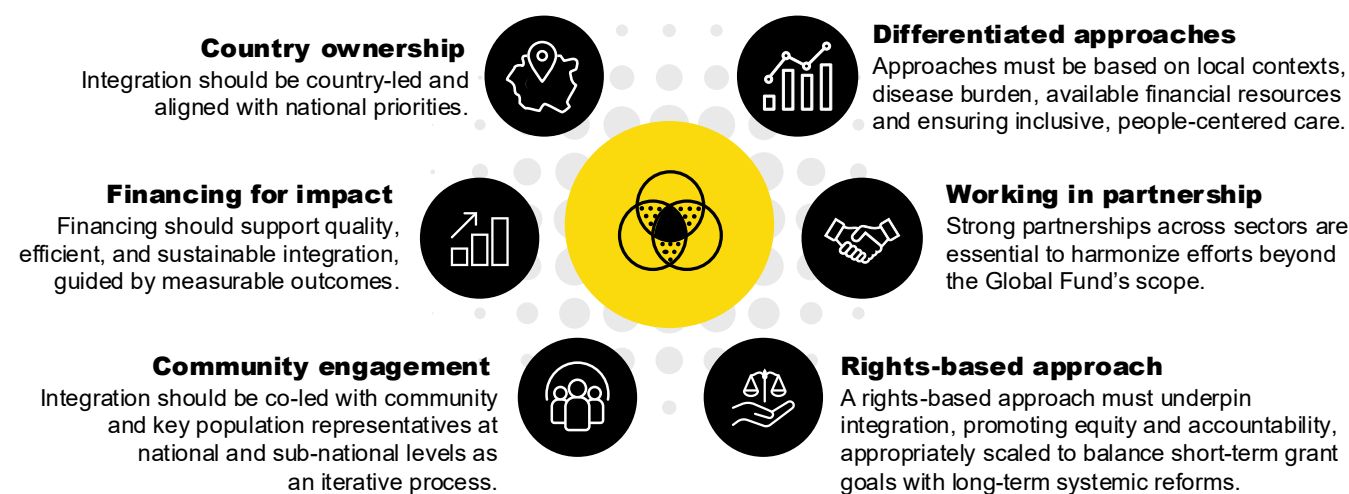 Country ownership
Integration should be country-led and
aligned with national priorities.
Differentiated approaches
Approaches must be based on local contexts,
disease burden, available financial resources
and ensuring inclusive, people-centered care.
Financing for impact
Financing should support quality,
efficient, and sustainable integration,
guided by measurable outcomes.
Working in partnership
Strong partnerships across sectors are
essential to harmonize efforts beyond
the Global Fund’s scope.
Community engagement
Integration should be co-led with community
and key population representatives at
national and sub-national levels as
an iterative process.
Rights-based approach
A rights-based approach must underpin
integration, promoting equity and accountability,
appropriately scaled to balance short-term grant
goals with long-term systemic reforms.